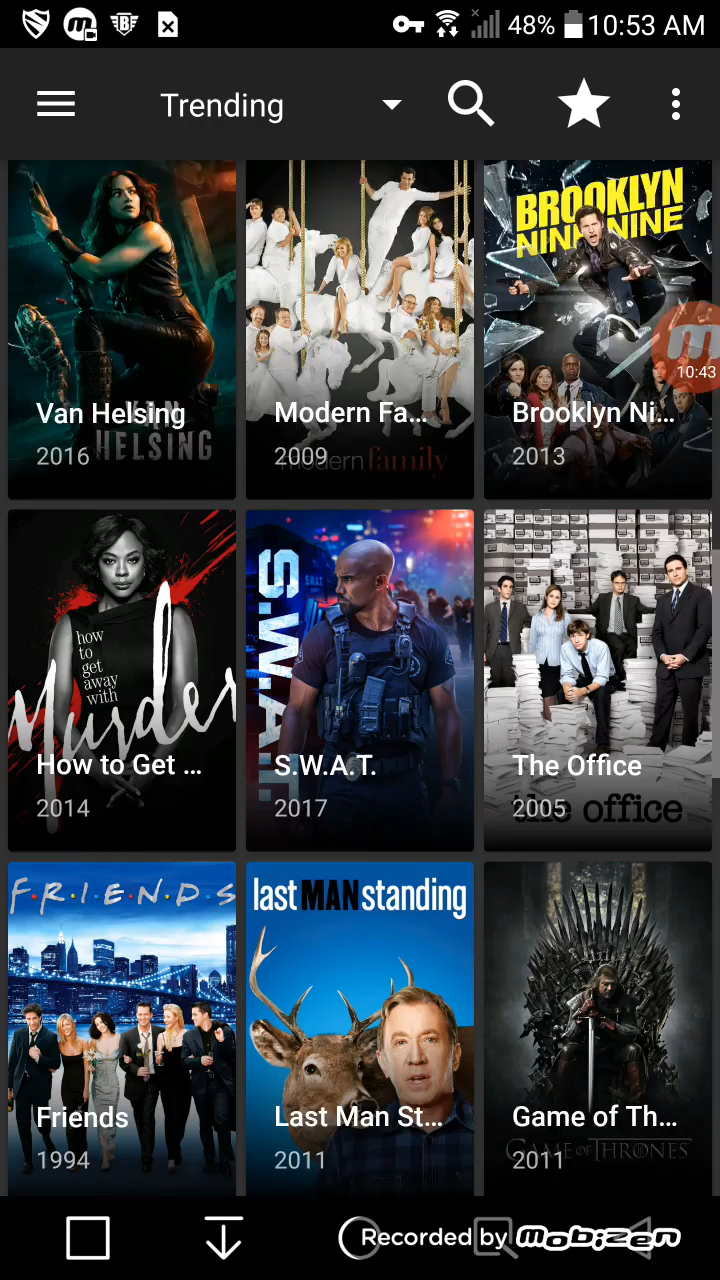 48% 10:53 AM
Trending
VAN HELSING
Van Helsing
2016
modern family
Modern Fa...
2009
BROOKLYN
NINE-NINE
Brooklyn Ni...
2013
10:43
how
to
get
away
with
Murder
How to Get ...
2014
S.W.A.T.
S.W.A.T.
2017
the office
The Office
2005
F·R·I·E·N·D·S
Friends
1994
last MAN standing
Last Man St...
2011
GAME OF THRONES
Game of Th...
2011
Recorded by mobizen